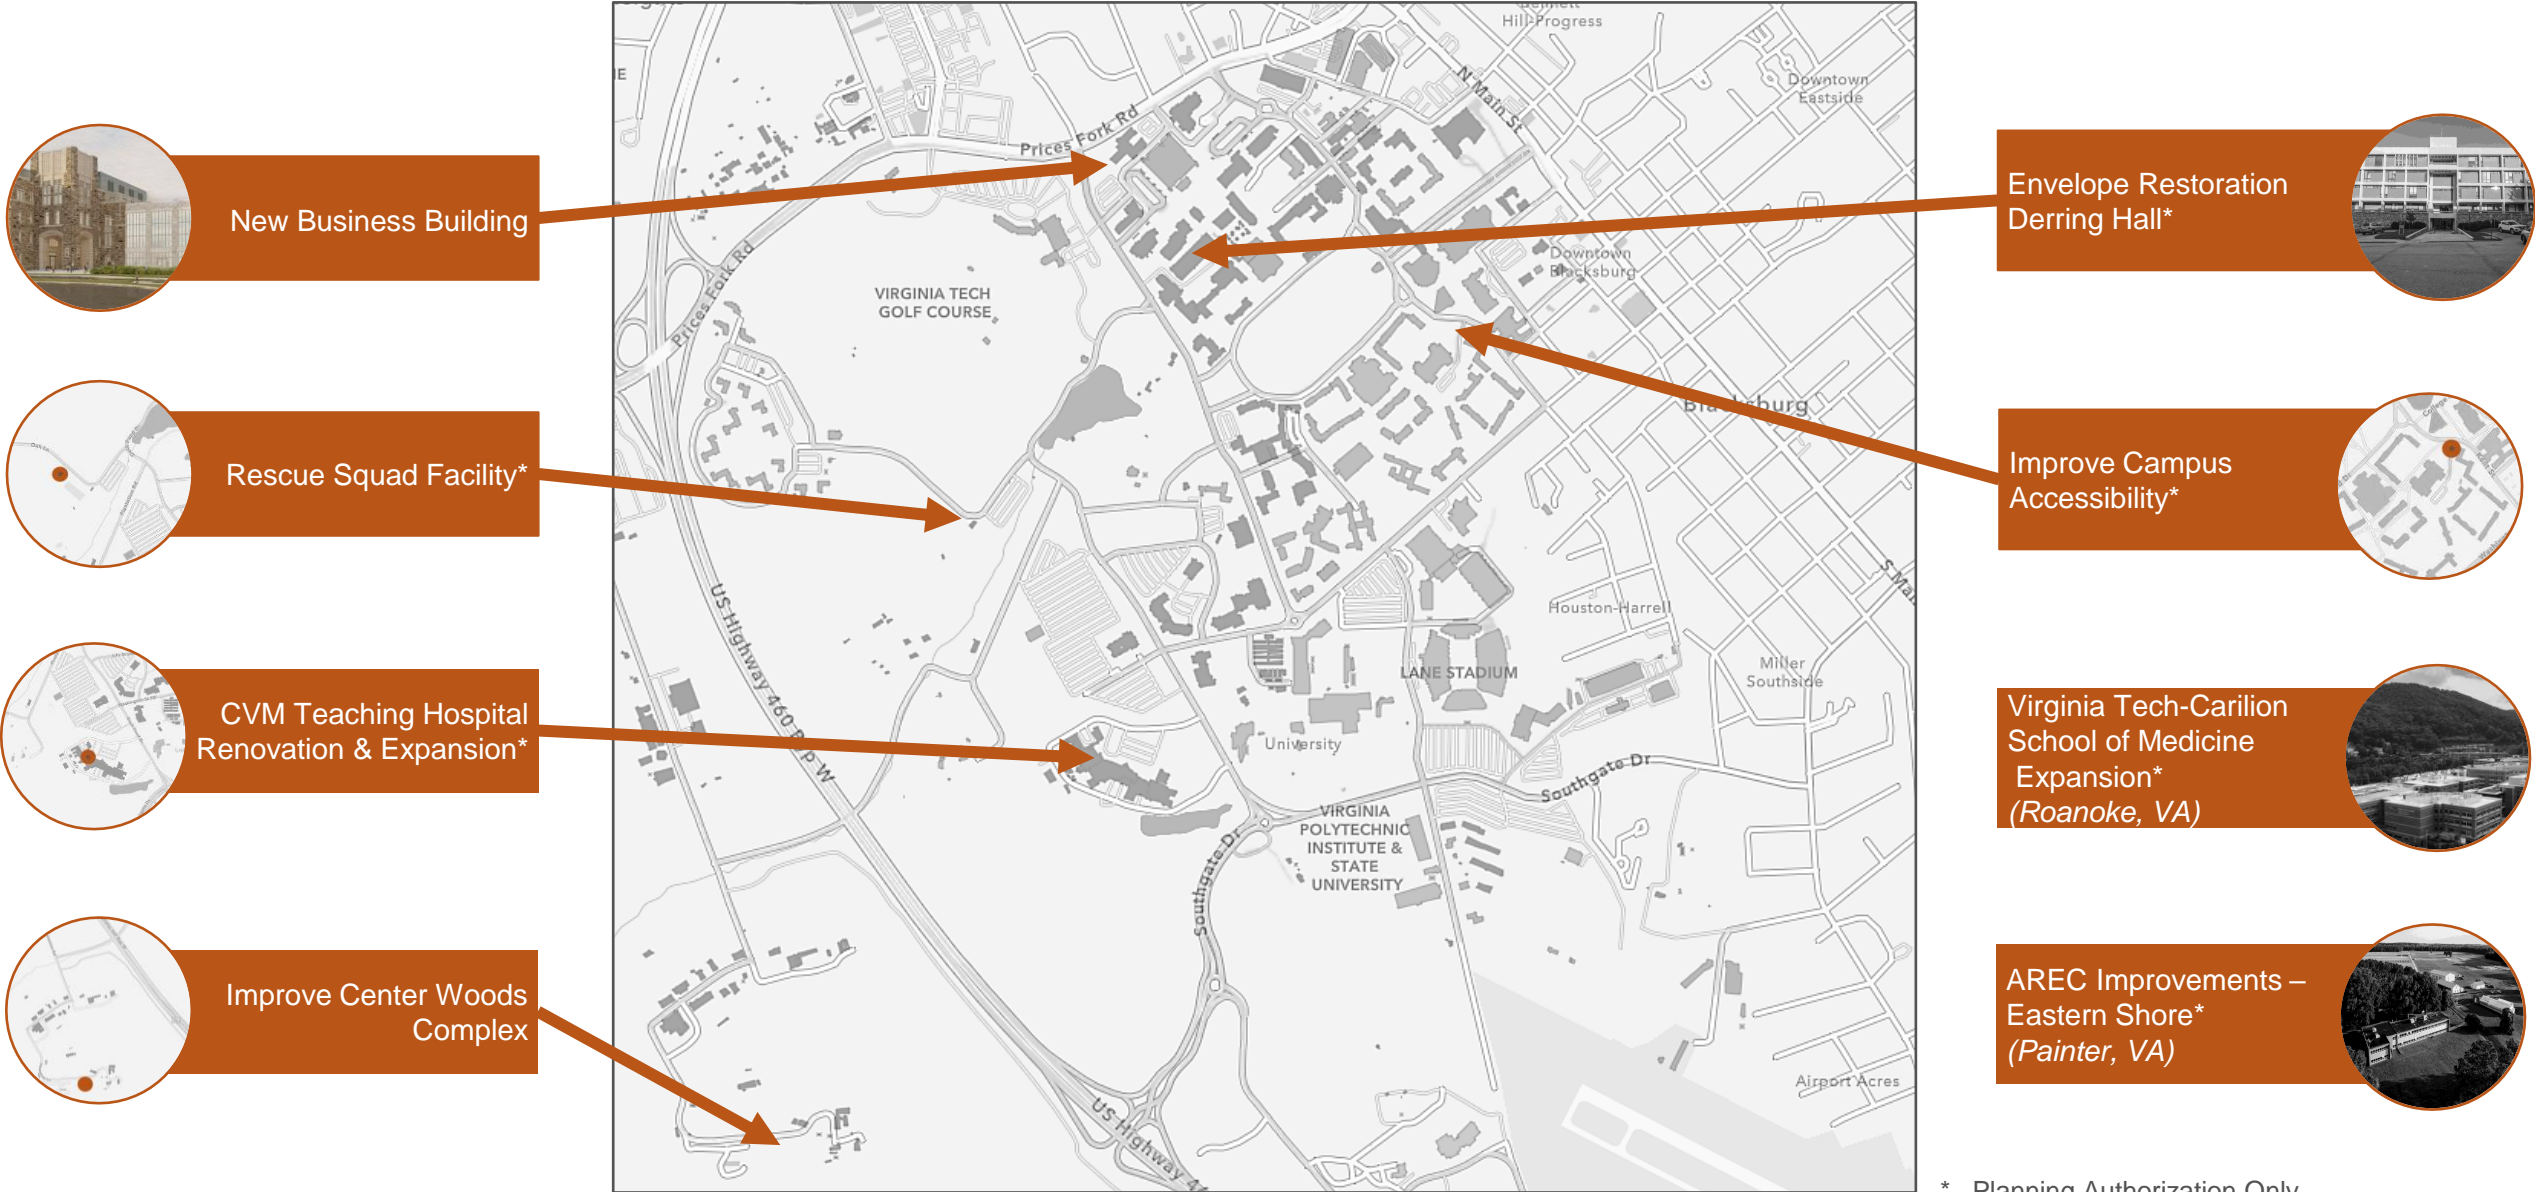 New Business Building
Rescue Squad Facility*
CVM Teaching Hospital
Renovation & Expansion*
Improve Center Woods
Complex
Hill-Progress
Downtown
Eastside
N Main St
Prices Fork Rd
Prices Fork Rd
VIRGINIA TECH
GOLF COURSE
Downtown
Blacksburg
Blacksburg
US Highway 460 Byp W
Houston-Harrell
S Mai
Miller
Southside
LANE STADIUM
University
Southgate Dr
VIRGINIA
POLYTECHNIC
INSTITUTE &
STATE
UNIVERSITY
Southgate Dr
Airport Acres
US Highway 4
Envelope Restoration
Derring Hall*
Improve Campus
Accessibility*
Virginia Tech-Carilion
School of Medicine
Expansion*
(Roanoke, VA)
AREC Improvements –
Eastern Shore*
(Painter, VA)
* Planning Authorization Only